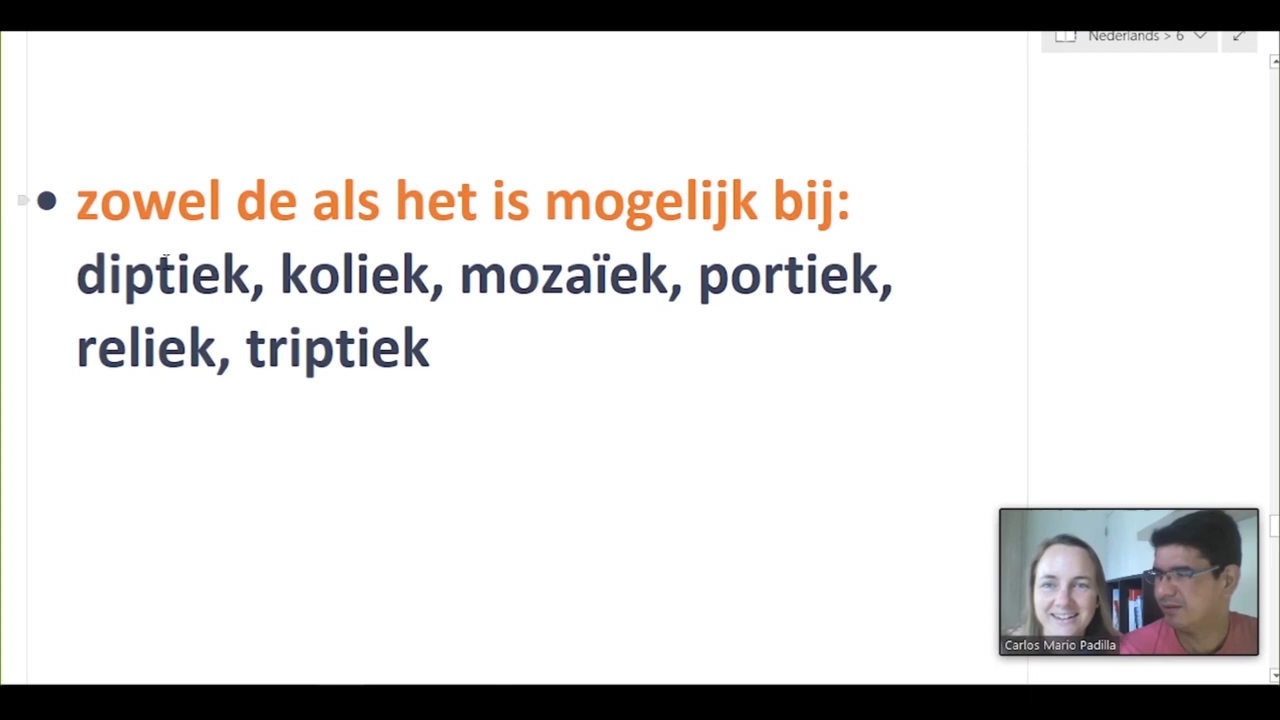 Nederlands > 6
• zowel de als het is mogelijk bij:
diptiek, koliek, mozaïek, portiek,
reliek, triptiek
Carlos Mario Padilla